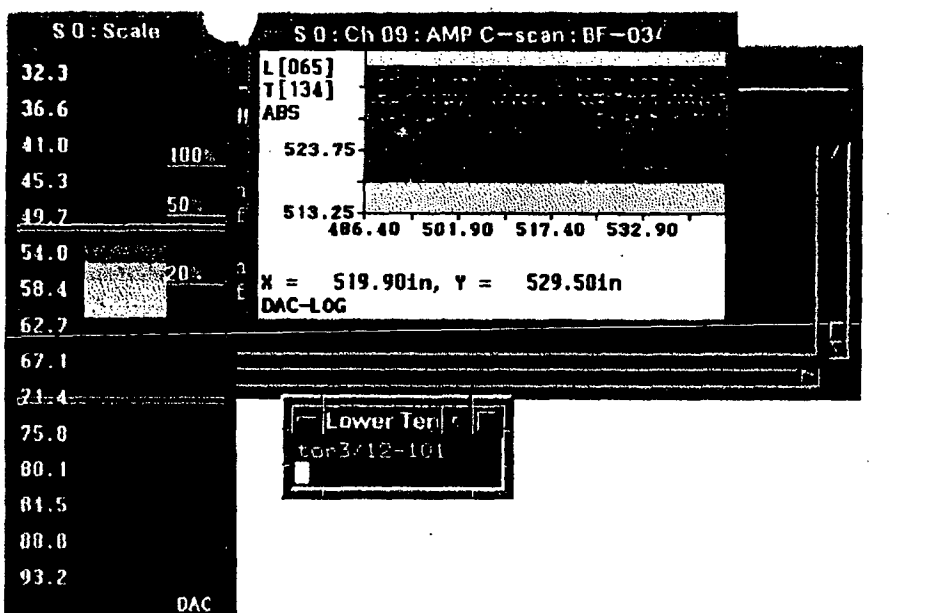 S 0 : Scale
32.3
36.6
41.0
100%
45.3
49.7
50%
54.0
58.4
20%
62.7
67.1
71.4
75.8
80.1
84.5
88.8
93.2
DAC
S 0 : Ch 09 : AMP C-scan : BF-034
L[065]
T[134]
ABS
523.75
513.25
486.40 501.90 517.40 532.90
X = 519.90in, Y = 529.50in
DAC-LOG
Lower Ten